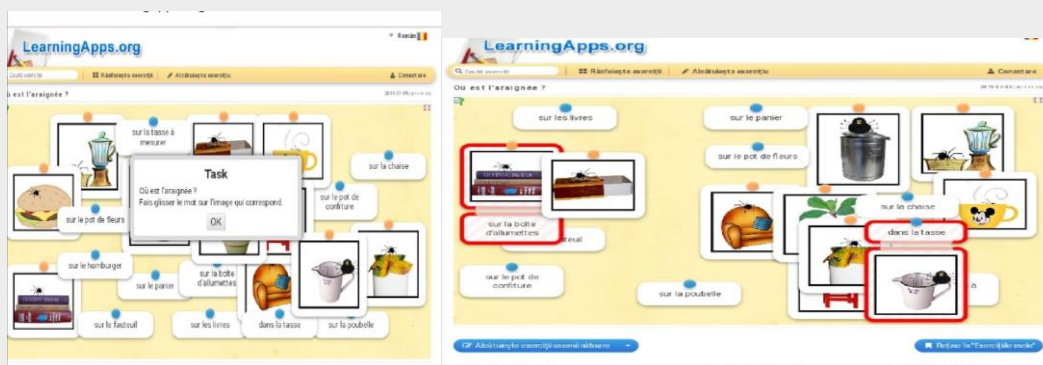 LearningApps.org
Română
Caută exerciții
Răsfoiește exerciții
Alcătuiește exercițiu
Conectare
Où est l'araignée ?
sur la tasse à
mesurer
sur la chaise
Task
Où est l'araignée ?
Fais glisser le mot sur l'image qui correspond.
OK
sur le pot de
confiture
sur le pot de fleurs
sur le hamburger
sur le panier
sur la boîte
d'allumettes
sur le fauteuil
sur les livres
dans la tasse
sur la poubelle
LearningApps.org
Caută exerciții
Răsfoiește exerciții
Alcătuiește exercițiu
Conectare
Où est l'araignée ?
sur les livres
sur le panier
sur le pot de fleurs
sur la chaise
sur la boîte
d'allumettes
dans la tasse
sur le pot de
confiture
sur la poubelle
à
Alcătuiește exerciții asemănătoare
Reține în "Exercițiile mele"